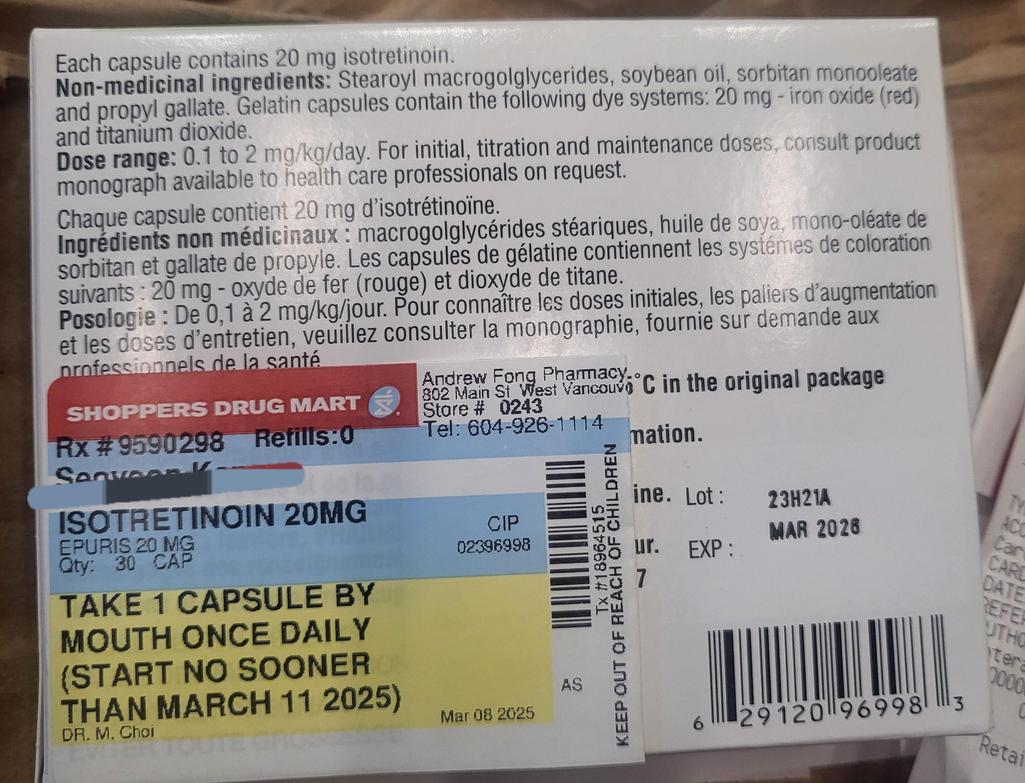 Each capsule contains 20 mg isotretinoin.
Non-medicinal ingredients: Stearoyl macrogolglycerides, soybean oil, sorbitan monooleate
and propyl gallate. Gelatin capsules contain the following dye systems: 20 mg - iron oxide (red)
and titanium dioxide.
Dose range: 0.1 to 2 mg/kg/day. For initial, titration and maintenance doses, consult product
monograph available to health care professionals on request.
Chaque capsule contient 20 mg d'isotrétinoïne.
Ingrédients non médicinaux : macrogolglycérides stéariques, huile de soya, mono-oléate de
sorbitan et gallate de propyle. Les capsules de gélatine contiennent les systèmes de coloration
suivants : 20 mg - oxyde de fer (rouge) et dioxyde de titane.
Posologie : De 0,1 à 2 mg/kg/jour. Pour connaître les doses initiales, les paliers d'augmentation
et les doses d'entretien, veuillez consulter la monographie, fournie sur demande aux
professionnels de la santé
°C in the original package
mation.
ine.
ur.
7
Lot : 23H21A
EXP : MAR 2026
6 29120 96998 3
SHOPPERS DRUG MART
Andrew Fong Pharmacy
802 Main St West Vancouv
Store # 0243
Tel: 604-926-1114
Rx # 9590298 Refills:0
ISOTRETINOIN 20MG
EPURIS 20 MG
Qty: 30 CAP
CIP
02396998
TAKE 1 CAPSULE BY
MOUTH ONCE DAILY
(START NO SOONER
THAN MARCH 11 2025)
DR. M. Choi
Mar 08 2025
AS
Tx #18964515
KEEP OUT OF REACH OF CHILDREN
Retai